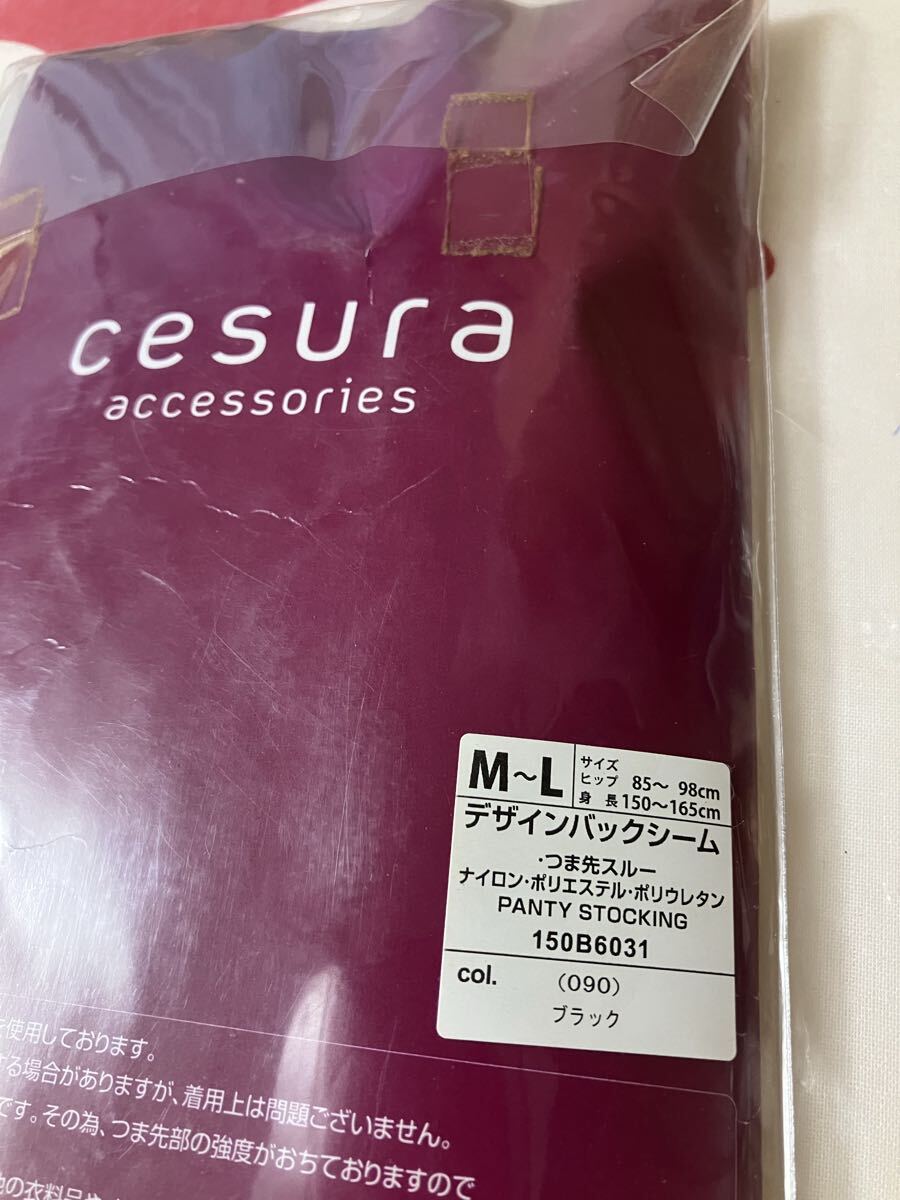 cesura
accessories
M～L
サイズ
ヒップ 85～ 98cm
身 長 150～165cm
デザインバックシーム
・つま先スルー
ナイロン・ポリエステル・ポリウレタン
PANTY STOCKING
150B6031
col. (090)
ブラック
使用しております。
る場合がありますが、着用上は問題ございません。
です。その為、つま先部の強度がおちておりますので
の衣料品や